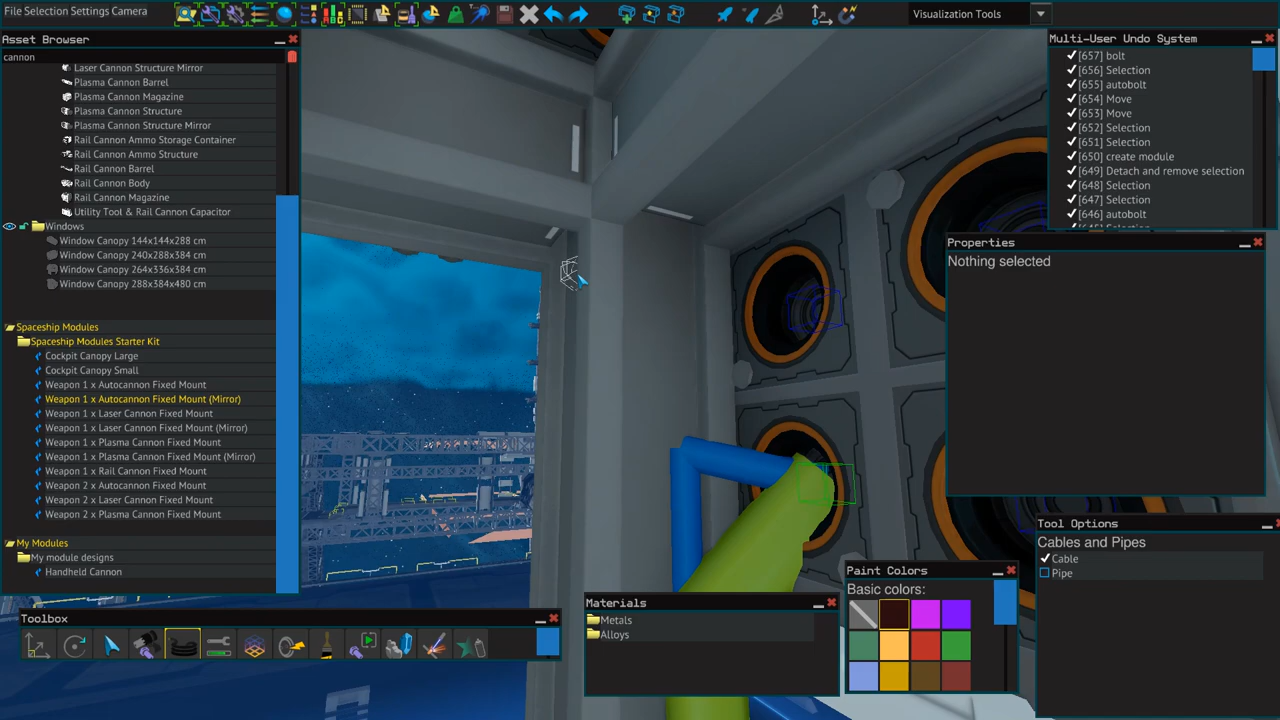 File Selection Settings Camera
Visualization Tools
Asset Browser
cannon
Laser Cannon Structure Mirror
Plasma Cannon Barrel
Plasma Cannon Magazine
Plasma Cannon Structure
Plasma Cannon Structure Mirror
Rail Cannon Ammo Storage Container
Rail Cannon Ammo Structure
Rail Cannon Barrel
Rail Cannon Body
Rail Cannon Magazine
Utility Tool & Rail Cannon Capacitor
Windows
Window Canopy 144x144x288 cm
Window Canopy 240x288x384 cm
Window Canopy 264x336x384 cm
Window Canopy 288x384x480 cm
Spaceship Modules
Spaceship Modules Starter Kit
Cockpit Canopy Large
Cockpit Canopy Small
Weapon 1 x Autocannon Fixed Mount
Weapon 1 x Autocannon Fixed Mount (Mirror)
Weapon 1 x Laser Cannon Fixed Mount
Weapon 1 x Laser Cannon Fixed Mount (Mirror)
Weapon 1 x Plasma Cannon Fixed Mount
Weapon 1 x Plasma Cannon Fixed Mount (Mirror)
Weapon 1 x Rail Cannon Fixed Mount
Weapon 2 x Autocannon Fixed Mount
Weapon 2 x Laser Cannon Fixed Mount
Weapon 2 x Plasma Cannon Fixed Mount
My Modules
My module designs
Handheld Cannon
Toolbox
Multi-User Undo System
[657] bolt
[656] Selection
[655] autobolt
[654] Move
[653] Move
[652] Selection
[651] Selection
[650] create module
[649] Detach and remove selection
[648] Selection
[647] Selection
[646] autobolt
Properties
Nothing selected
Tool Options
Cables and Pipes
Cable
Pipe
Paint Colors
Basic colors:
Materials
Metals
Alloys